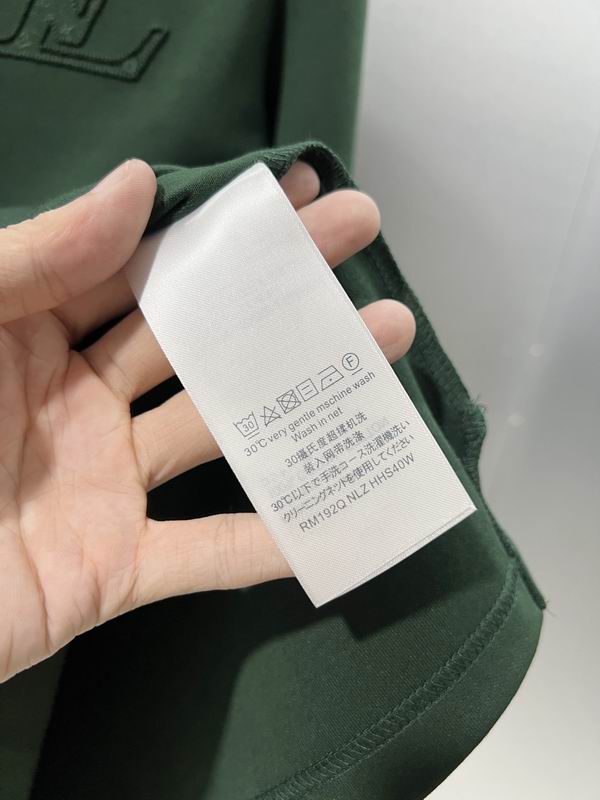 30
F
30℃ very gentle mschine wash
Wash in net
30攝氏度超揉机洗
装入网带洗涤
30℃以下で手洗コース洗濯機洗い
クリーニングネットを使用してください
RM192Q NLZ HHS40W